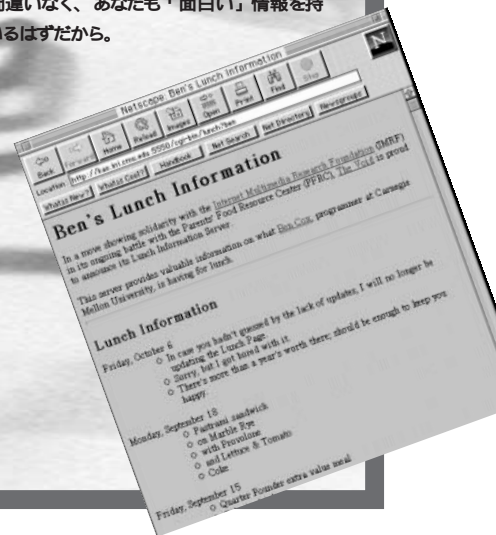 間違いなく、あなたも「面白い」情報を持
いるはずだから。
Netscape: Ben's Lunch Information
Back Forward Home Reload Images Open Print Find Stop
N
Location: http://
What's New? What's Cool? Handbook Net Search Net Directory Newsgroups
Ben's Lunch Information
In a move showing solidarity with the Internet Multimedia Research Foundation (IMRF)
in its ongoing battle with the Parents' Food Resource Center (PFRC), The Void is proud
to announce its Lunch Information Server.
This server provides valuable information on what Ben Cox, programmer at Carnegie
Mellon University, is having for lunch.
Lunch Information
Friday, October 6
In case you hadn't guessed by the lack of updates, I will no longer be
updating the Lunch Page.
Sorry, but I got bored with it.
There's more than a year's worth there; should be enough to keep you
happy.
Monday, September 18
Pastrami sandwich
on Marble Rye
with Provolone
and Lettuce & Tomato
Coke
Friday, September 15
Quarter Pounder extra value meal